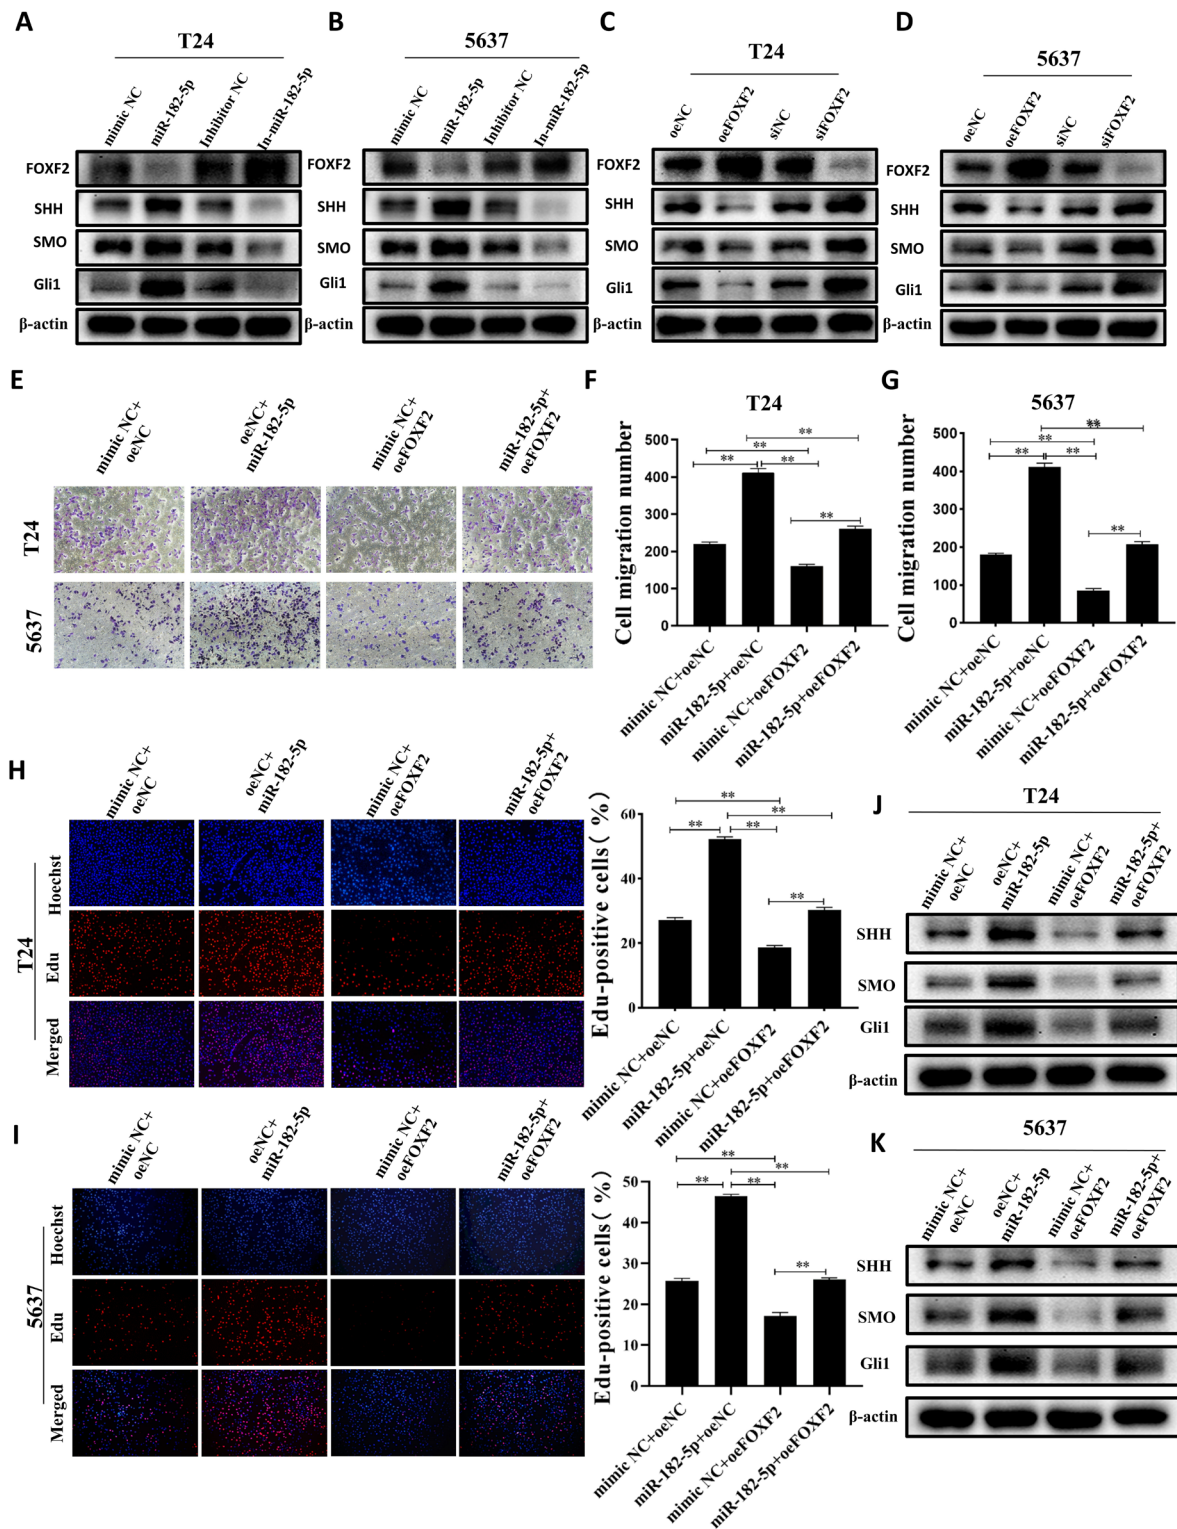 A
T24
mimic NC
miR-182-5p
Inhibitor NC
In-miR-182-5p
FOXF2
SHH
SMO
Gli1
β-actin
B
5637
mimic NC
miR-182-5p
Inhibitor NC
In-miR-182-5p
FOXF2
SHH
SMO
Gli1
β-actin
C
T24
oeNC
oeFOXF2
siNC
siFOXF2
FOXF2
SHH
SMO
Gli1
β-actin
D
5637
oeNC
oeFOXF2
siNC
siFOXF2
FOXF2
SHH
SMO
Gli1
β-actin
E
mimic NC+
oeNC
oeNC+
miR-182-5p
mimic NC+
oeFOXF2
miR-182-5p+
oeFOXF2
T24
5637
F
T24
Cell migration number
500
400
300
200
100
0
**
**
**
**
**
mimic NC+oeNC
miR-182-5p+oeNC
mimic NC+oeFOXF2
miR-182-5p+oeFOXF2
G
5637
Cell migration number
500
400
300
200
100
0
**
**
**
**
**
mimic NC+oeNC
miR-182-5p+oeNC
mimic NC+oeFOXF2
miR-182-5p+oeFOXF2
H
mimic NC+
oeNC
oeNC+
miR-182-5p
mimic NC+
oeFOXF2
miR-182-5p+
oeFOXF2
T24
Hoechst
Edu
Merged
Edu-positive cells( %)
60
40
20
0
**
**
**
**
**
mimic NC+oeNC
miR-182-5p+oeNC
mimic NC+oeFOXF2
miR-182-5p+oeFOXF2
I
mimic NC+
oeNC
oeNC+
miR-182-5p
mimic NC+
oeFOXF2
miR-182-5p+
oeFOXF2
5637
Hoechst
Edu
Merged
Edu-positive cells( %)
50
40
30
20
10
0
**
**
**
**
**
mimic NC+oeNC
miR-182-5p+oeNC
mimic NC+oeFOXF2
miR-182-5p+oeFOXF2
J
T24
mimic NC+
oeNC
oeNC+
miR-182-5p
mimic NC+
oeFOXF2
miR-182-5p+
oeFOXF2
SHH
SMO
Gli1
β-actin
K
5637
mimic NC+
oeNC
oeNC+
miR-182-5p
mimic NC+
oeFOXF2
miR-182-5p+
oeFOXF2
SHH
SMO
Gli1
β-actin